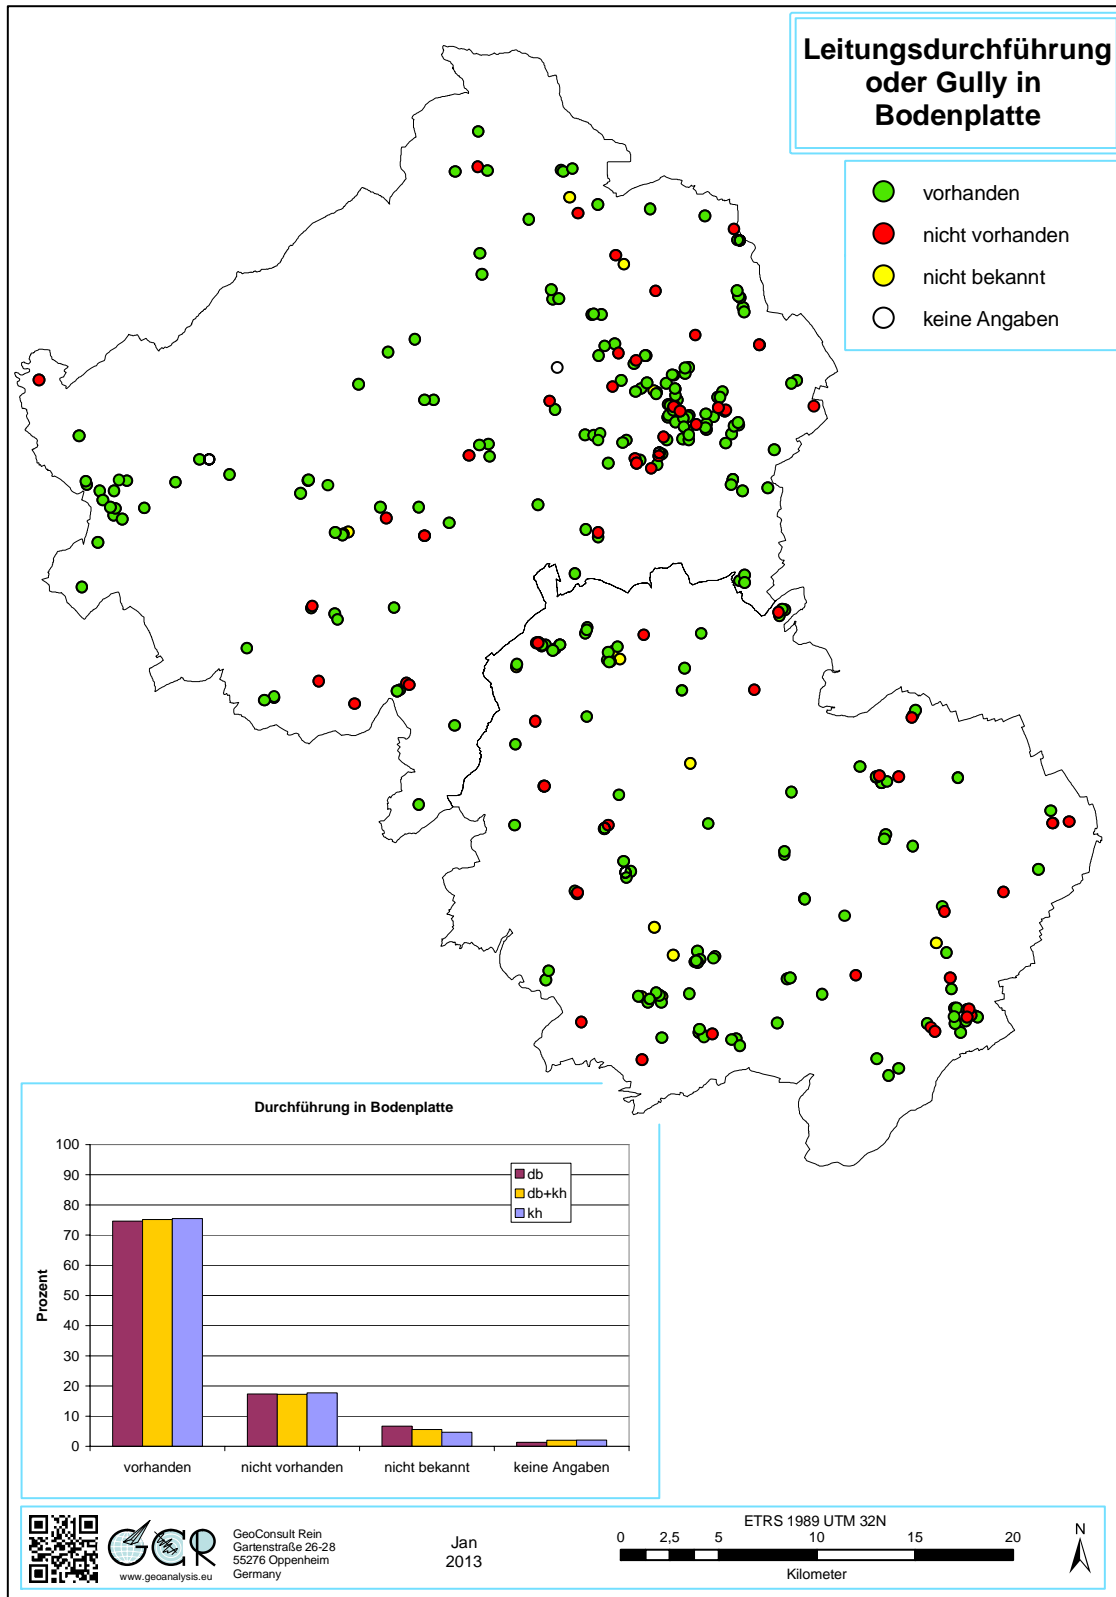 Leitungsdurchführung
oder Gully in
Bodenplatte
vorhanden
nicht vorhanden
nicht bekannt
keine Angaben
Durchführung in Bodenplatte
100
90
80
70
60
50
40
30
20
10
0
Prozent
db
db+kh
kh
vorhanden nicht vorhanden nicht bekannt keine Angaben
GCR
www.geoanalysis.eu
GeoConsult Rein
Gartenstraße 26-28
55276 Oppenheim
Germany
Jan
2013
ETRS 1989 UTM 32N
0 2,5 5 10 15 20
Kilometer
N